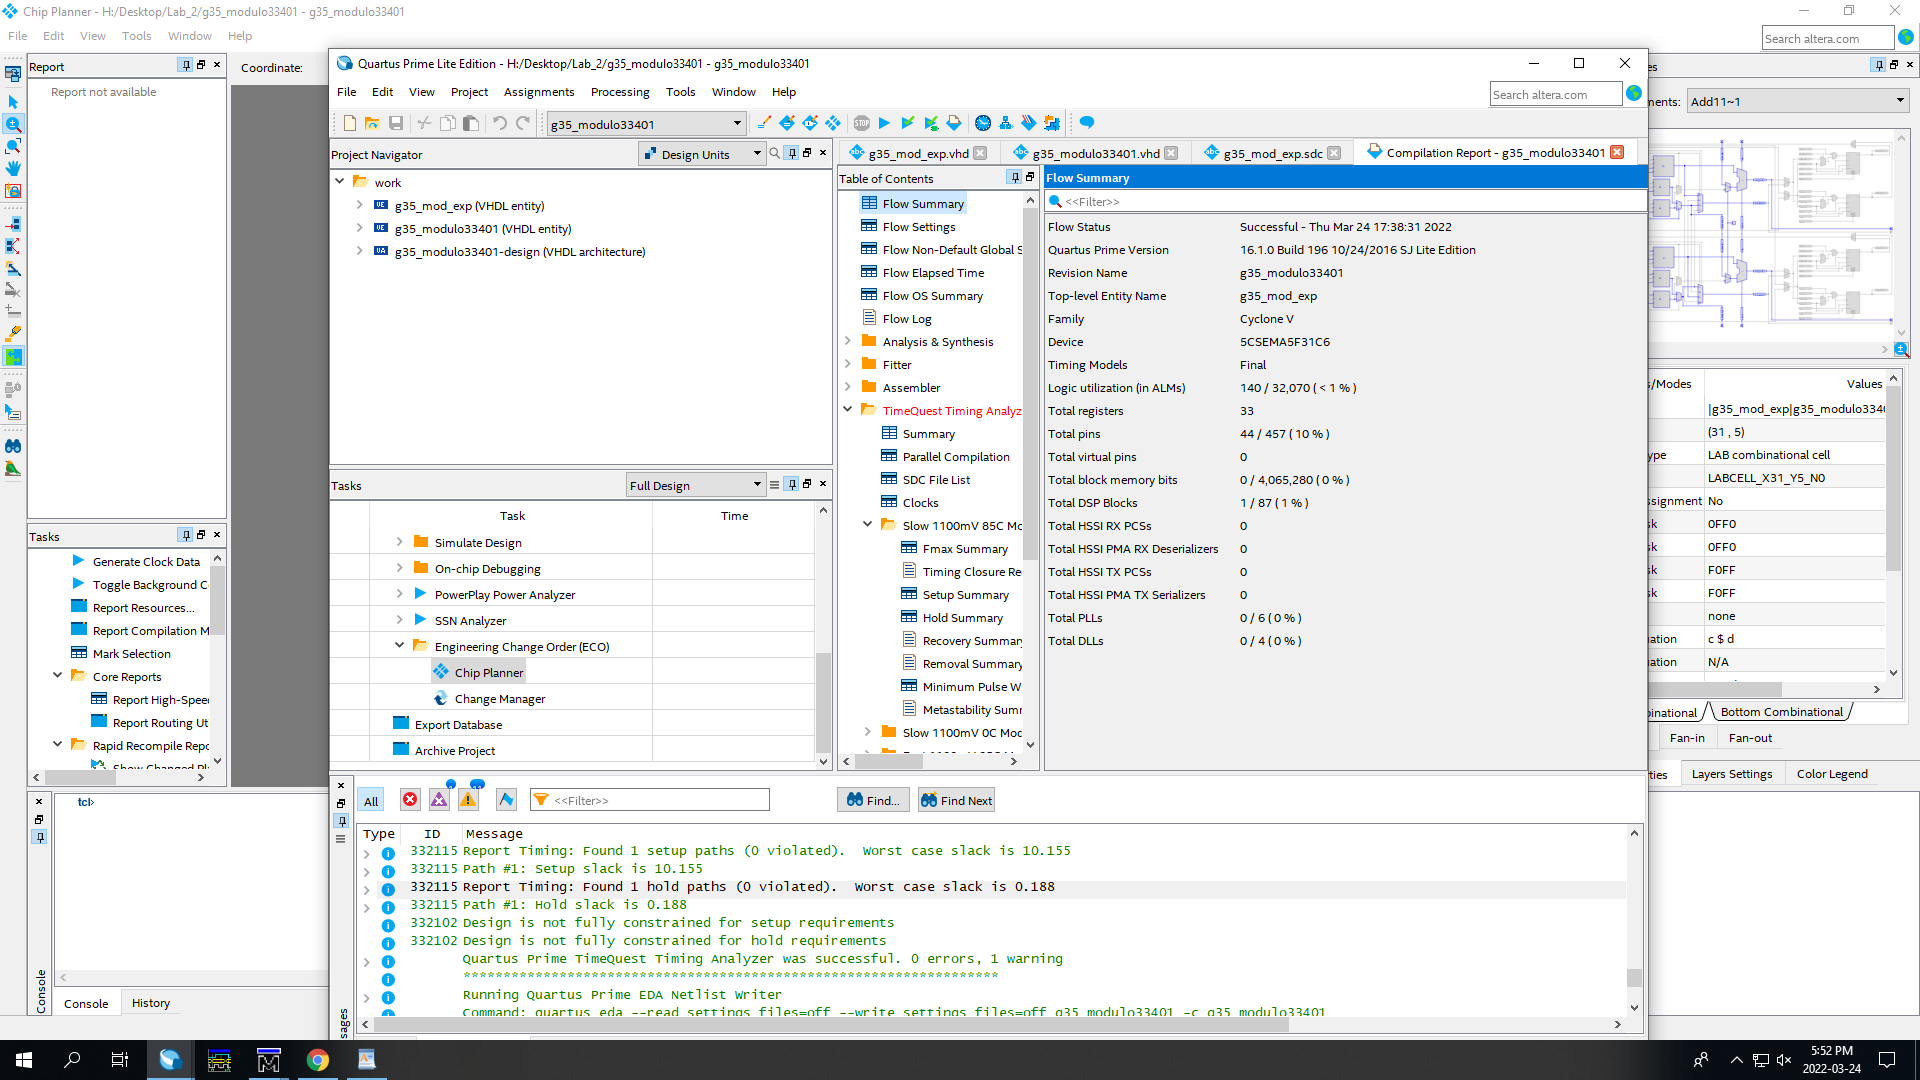 Chip Planner - H:/Desktop/Lab_2/g35_modulo33401 - g35_modulo33401
File Edit View Tools Window Help
Search altera.com
Report
Report not available
Coordinate:
Tasks
Generate Clock Data
Toggle Background C
Report Resources...
Report Compilation M
Mark Selection
Core Reports
Report High-Speed
Report Routing Ut
Rapid Recompile Repo
Show Changed Pl
tcl>
Console
Console History
Quartus Prime Lite Edition - H:/Desktop/Lab_2/g35_modulo33401 - g35_modulo33401
File Edit View Project Assignments Processing Tools Window Help
Search altera.com
g35_modulo33401
STOP
Project Navigator
Design Units
work
g35_mod_exp (VHDL entity)
g35_modulo33401 (VHDL entity)
g35_modulo33401-design (VHDL architecture)
Tasks
Full Design
Task Time
Simulate Design
On-chip Debugging
PowerPlay Power Analyzer
SSN Analyzer
Engineering Change Order (ECO)
Chip Planner
Change Manager
Export Database
Archive Project
g35_mod_exp.vhd
g35_modulo33401.vhd
g35_mod_exp.sdc
Compilation Report - g35_modulo33401
Table of Contents
Flow Summary
Flow Settings
Flow Non-Default Global S
Flow Elapsed Time
Flow OS Summary
Flow Log
Analysis & Synthesis
Fitter
Assembler
TimeQuest Timing Analyz
Summary
Parallel Compilation
SDC File List
Clocks
Slow 1100mV 85C Mo
Fmax Summary
Timing Closure Re
Setup Summary
Hold Summary
Recovery Summary
Removal Summary
Minimum Pulse W
Metastability Sum
Slow 1100mV 0C Mod
Flow Summary
<<Filter>>
Flow Status Successful - Thu Mar 24 17:38:31 2022
Quartus Prime Version 16.1.0 Build 196 10/24/2016 SJ Lite Edition
Revision Name g35_modulo33401
Top-level Entity Name g35_mod_exp
Family Cyclone V
Device 5CSEMA5F31C6
Timing Models Final
Logic utilization (in ALMs) 140 / 32,070 ( < 1 % )
Total registers 33
Total pins 44 / 457 ( 10 % )
Total virtual pins 0
Total block memory bits 0 / 4,065,280 ( 0 % )
Total DSP Blocks 1 / 87 ( 1 % )
Total HSSI RX PCSs 0
Total HSSI PMA RX Deserializers 0
Total HSSI TX PCSs 0
Total HSSI PMA TX Serializers 0
Total PLLs 0 / 6 ( 0 % )
Total DLLs 0 / 4 ( 0 % )
All
<<Filter>>
Find...
Find Next
Type ID Message
332115 Report Timing: Found 1 setup paths (0 violated). Worst case slack is 10.155
332115 Path #1: Setup slack is 10.155
332115 Report Timing: Found 1 hold paths (0 violated). Worst case slack is 0.188
332115 Path #1: Hold slack is 0.188
332102 Design is not fully constrained for setup requirements
332102 Design is not fully constrained for hold requirements
Quartus Prime TimeQuest Timing Analyzer was successful. 0 errors, 1 warning
*******************************************************************
Running Quartus Prime EDA Netlist Writer
Command: quartus_eda --read_settings_files=off --write_settings_files=off g35_modulo33401 -c g35_modulo33401
sages
es
nents: Add11~1
s/Modes Values
|g35_mod_exp|g35_modulo3340
(31 , 5)
ype LAB combinational cell
LABCELL_X31_Y5_N0
ssignment No
sk 0FF0
sk 0FF0
sk F0FF
sk F0FF
none
uation c $ d
uation N/A
inational Bottom Combinational
Fan-in Fan-out
ties Layers Settings Color Legend
5:52 PM
2022-03-24